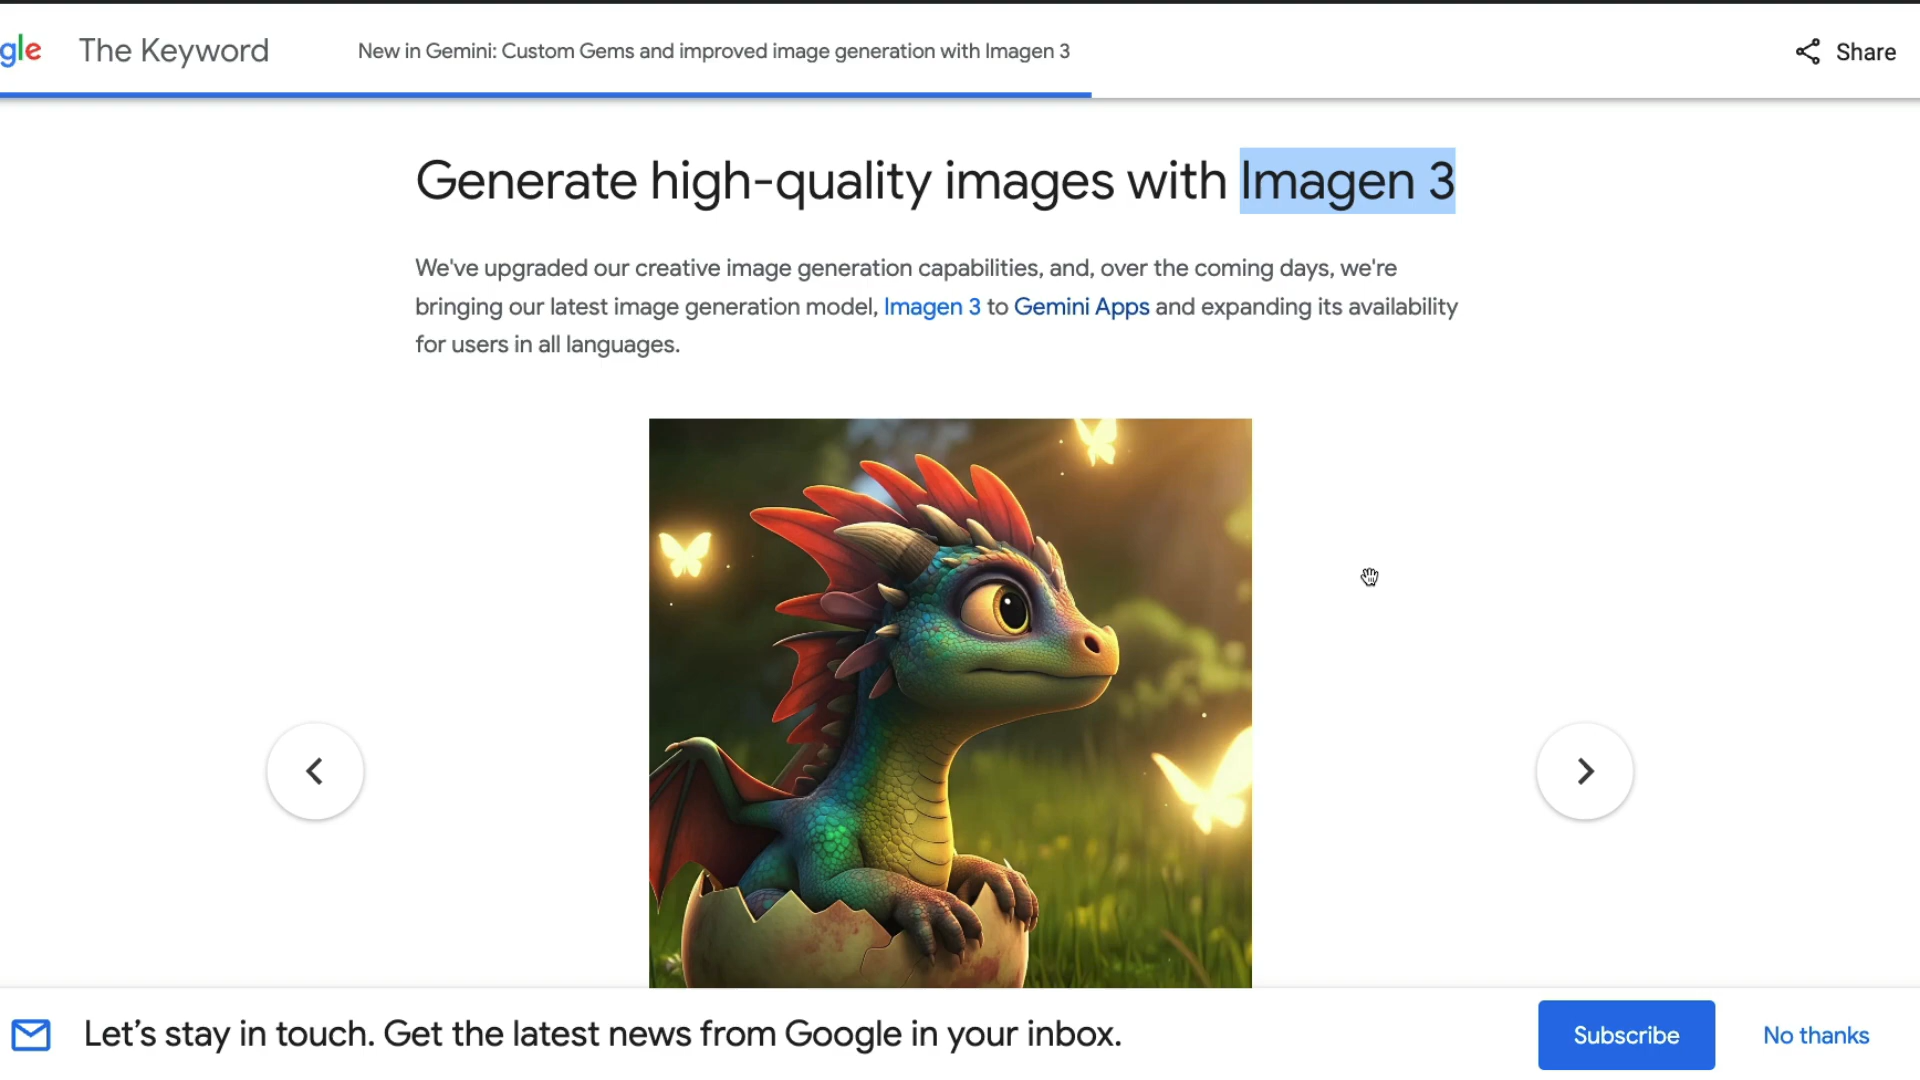 gle The Keyword New in Gemini: Custom Gems and improved image generation with Imagen 3 Share
Generate high-quality images with Imagen 3
We've upgraded our creative image generation capabilities, and, over the coming days, we're
bringing our latest image generation model, Imagen 3 to Gemini Apps and expanding its availability
for users in all languages.
Let’s stay in touch. Get the latest news from Google in your inbox. Subscribe No thanks